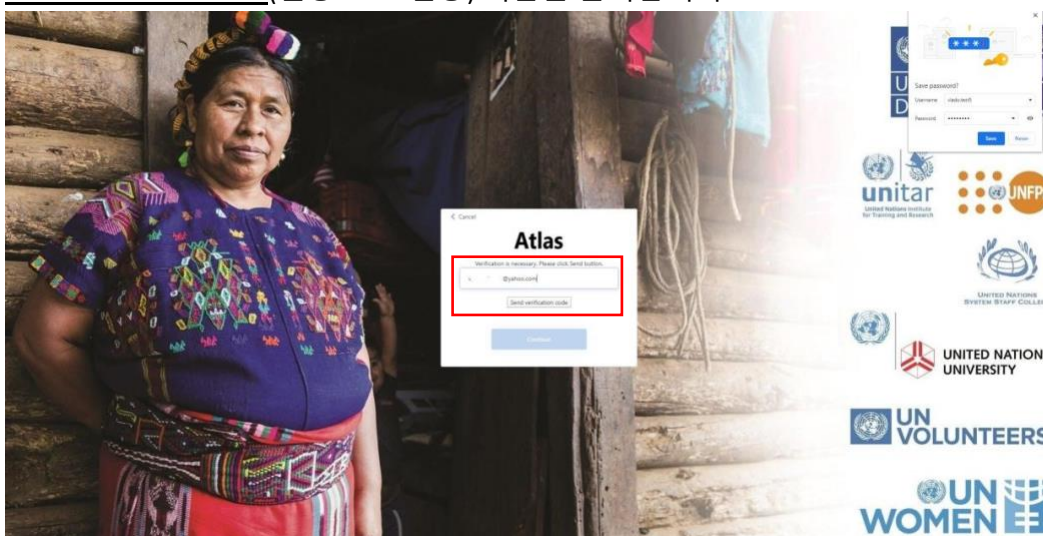 Save password?
Username
Password ••••••••
Save
U
D
unitar
United Nations Institute
for Training and Research
UNFP
< Cancel
Atlas
Verification is necessary. Please click Send button.
@yahoo.com
Send verification code
Continue
UNITED NATIONS
SYSTEM STAFF COLLE
UNITED NATION
UNIVERSITY
UN
VOLUNTEERS
UN
WOMEN